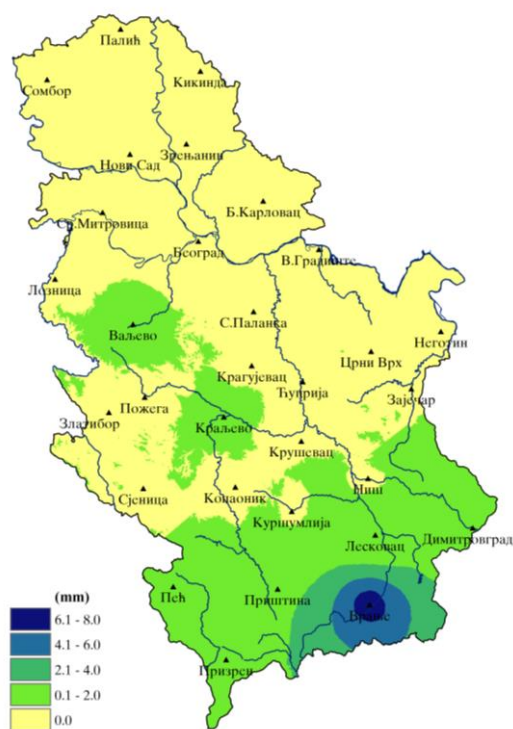 Палић
Кикинда
Сомбор
Зрењанин
Нови Сад
Б.Карловац
Ср.Митровица
Београд
В.Градиште
Лозница
С.Паланка
Ваљево
Неготин
Црни Врх
Крагујевац
Ћуприја
Зајечар
Пожега
Златибор
Краљево
Крушевац
Ниш
Сјеница
Копаоник
Куршумлија
Димитровград
Лесковац
Пећ
Приштина
Врање
Призрен
(mm)
6.1 - 8.0
4.1 - 6.0
2.1 - 4.0
0.1 - 2.0
0.0